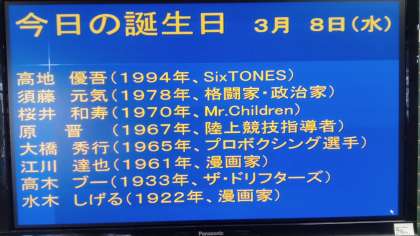 今日の誕生日 3月 8日(水)
高地 優吾(1994年、SixTONES)
須藤 元気(1978年、格闘家・政治家)
桜井 和寿(1970年、Mr.Children)
原 晋 (1967年、陸上競技指導者)
大橋 秀行(1965年、プロボクシング選手)
江川 達也(1961年、漫画家)
高木 ブー(1933年、ザ・ドリフターズ)
水木 しげる(1922年、漫画家)
Panasonic